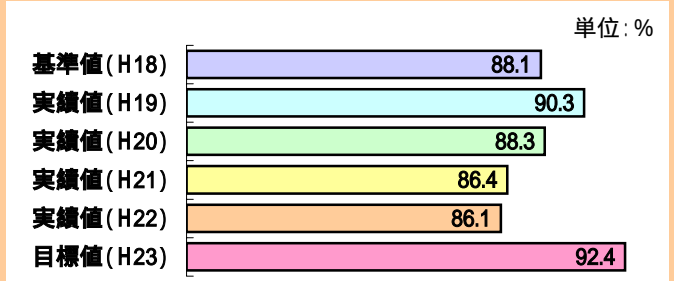 単位:%
基準値(H18) 88.1
実績値(H19) 90.3
実績値(H20) 88.3
実績値(H21) 86.4
実績値(H22) 86.1
目標値(H23) 92.4